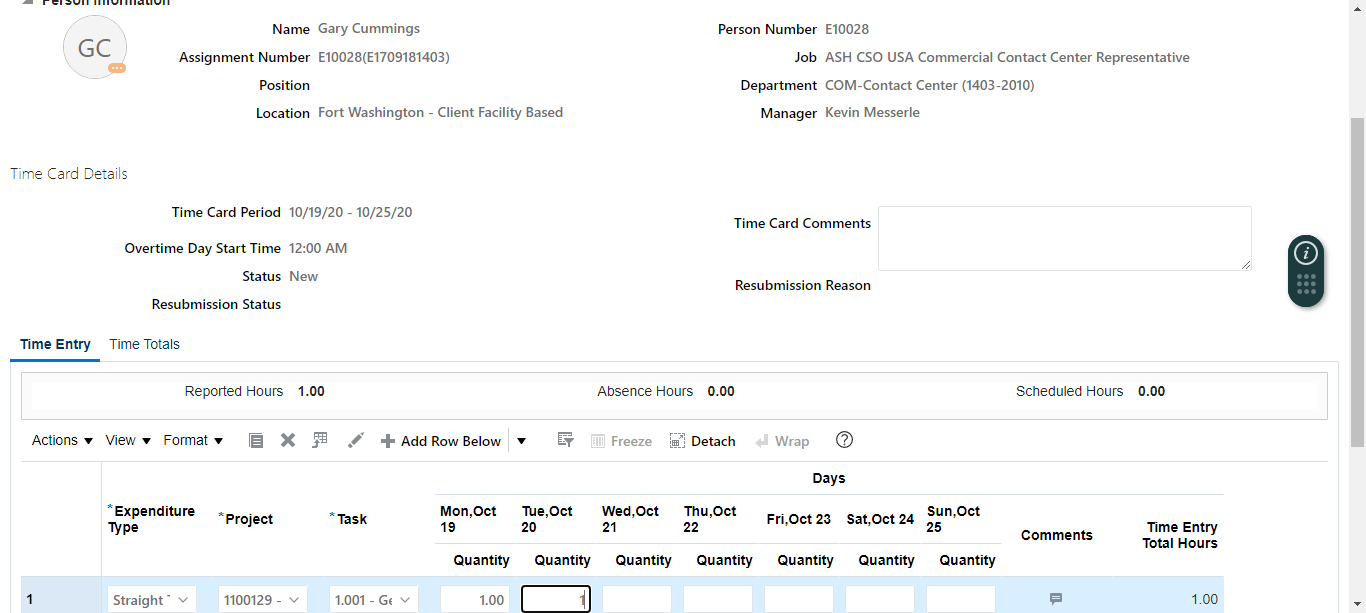 Person Information
GC
Name Gary Cummings
Person Number E10028
Assignment Number E10028(E1709181403)
Job ASH CSO USA Commercial Contact Center Representative
Position
Department COM-Contact Center (1403-2010)
Location Fort Washington - Client Facility Based
Manager Kevin Messerle
Time Card Details
Time Card Period 10/19/20 - 10/25/20
Time Card Comments
Overtime Day Start Time 12:00 AM
Status New
Resubmission Reason
Resubmission Status
Time Entry Time Totals
Reported Hours 1.00 Absence Hours 0.00 Scheduled Hours 0.00
Actions View Format Add Row Below Freeze Detach Wrap
Days
*Expenditure Type *Project *Task Mon,Oct 19 Tue,Oct 20 Wed,Oct 21 Thu,Oct 22 Fri,Oct 23 Sat,Oct 24 Sun,Oct 25 Comments Time Entry Total Hours
Quantity Quantity Quantity Quantity Quantity Quantity Quantity
1 Straight 1100129 - 1.001 - Ge 1.00 1 1.00